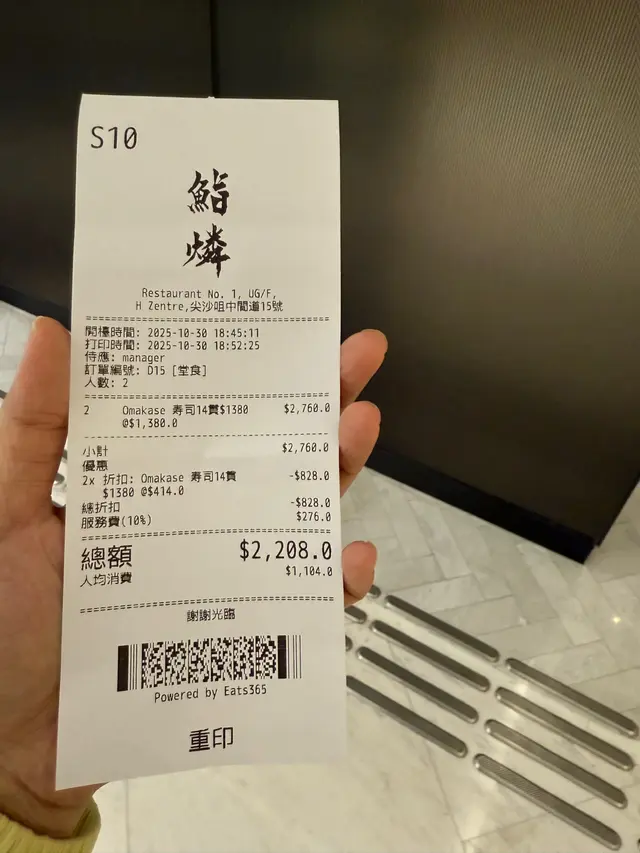 S10
鮨
燐
Restaurant No. 1, UG/F,
H Zentre,尖沙咀中間道15號
開檯時間: 2025-10-30 18:45:11
打印時間: 2025-10-30 18:52:25
侍應: manager
訂單編號: D15 [堂食]
人數: 2
2 Omakase 寿司14貫$1380 $2,760.0
@$1,380.0
小計 $2,760.0
優惠
2x 折扣: Omakase 寿司14貫 -$828.0
$1380 @$414.0
總折扣 -$828.0
服務費(10%) $276.0
總額 $2,208.0
人均消費 $1,104.0
謝謝光臨
Powered by Eats365
重印